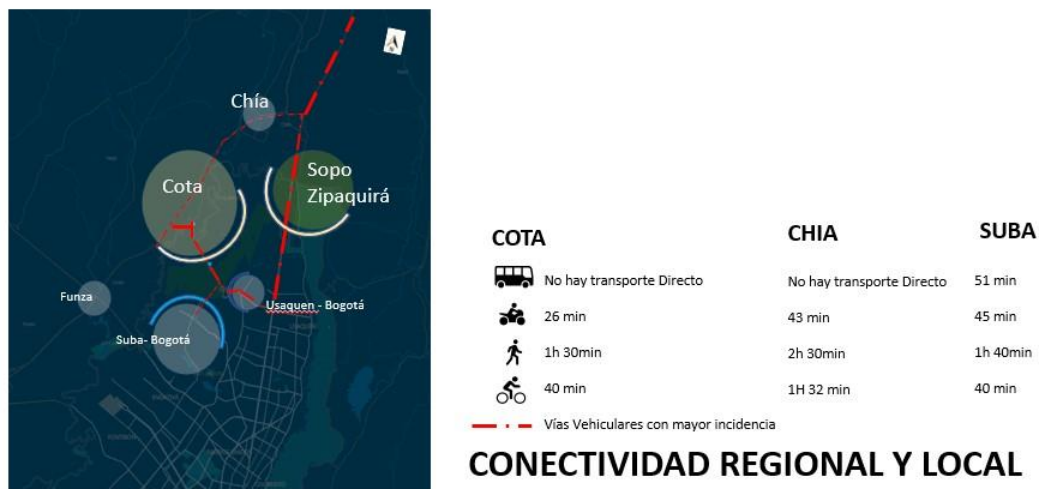 Chía
Cota
Sopo
Zipaquirá
Funza
Usaquen - Bogotá
Suba- Bogotá
COTA
CHIA
SUBA
No hay transporte Directo
No hay transporte Directo
51 min
26 min
43 min
45 min
1h 30min
2h 30min
1h 40min
40 min
1H 32 min
40 min
Vías Vehiculares con mayor incidencia
CONECTIVIDAD REGIONAL Y LOCAL